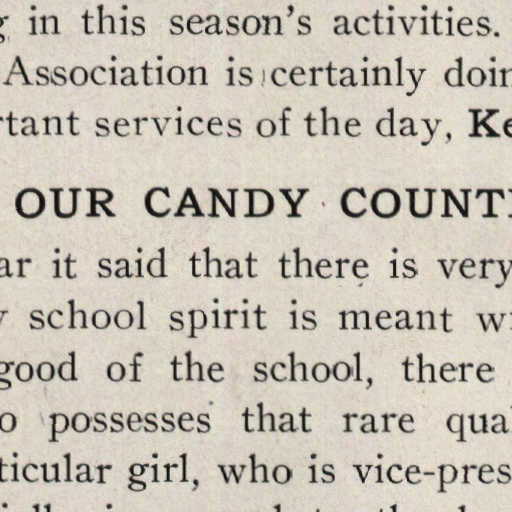 in this season's activities.
Association is certainly doin
rtant services of the day, Ke
OUR CANDY COUNT
ar it said that there is very
y school spirit is meant wi
good of the school, there
o possesses that rare qua
ticular girl, who is vice-pres